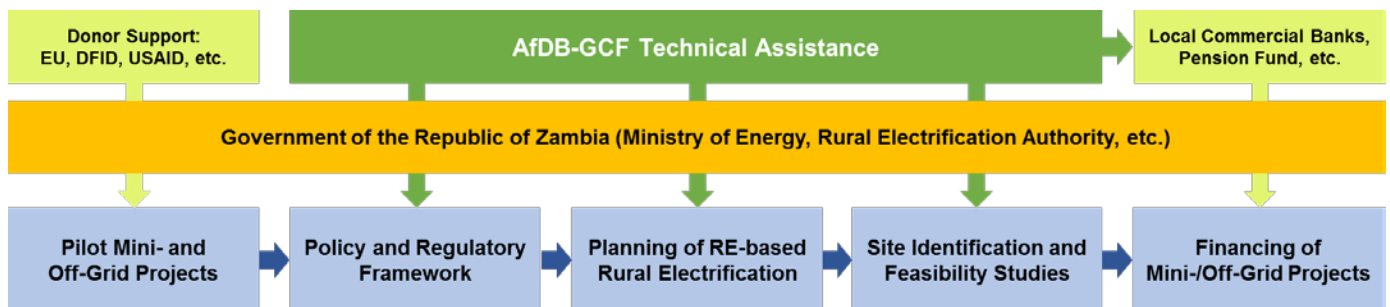 Donor Support:
EU, DFID, USAID, etc.
AfDB-GCF Technical Assistance
Local Commercial Banks,
Pension Fund, etc.
Government of the Republic of Zambia (Ministry of Energy, Rural Electrification Authority, etc.)
Pilot Mini- and
Off-Grid Projects
Policy and Regulatory
Framework
Planning of RE-based
Rural Electrification
Site Identification and
Feasibility Studies
Financing of
Mini-/Off-Grid Projects